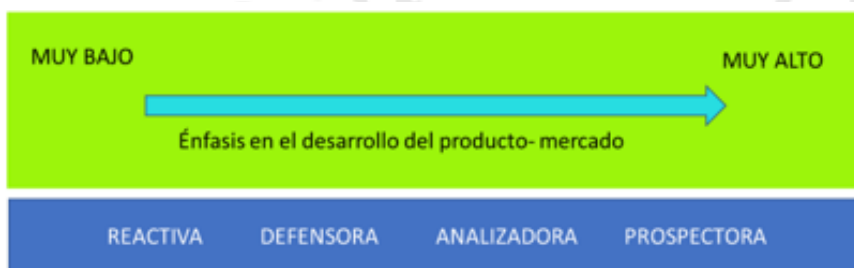 MUY BAJO
MUY ALTO
Énfasis en el desarrollo del producto- mercado
REACTIVA DEFENSORA ANALIZADORA PROSPECTORA